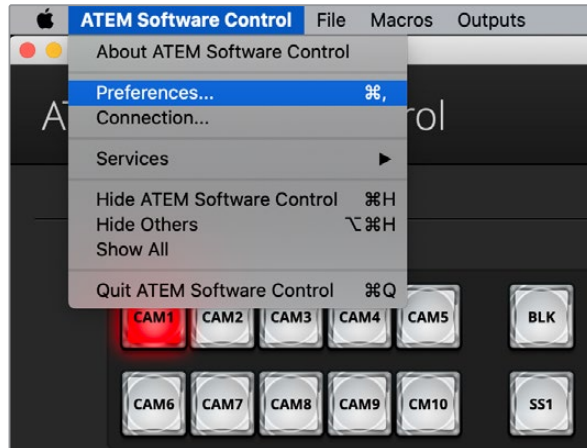 ATEM Software Control File Macros Outputs
About ATEM Software Control
Preferences... ⌘,
Connection...
Services ▶
Hide ATEM Software Control ⌘H
Hide Others ⌥⌘H
Show All
Quit ATEM Software Control ⌘Q
A rol
CAM1 CAM2 CAM3 CAM4 CAM5 BLK
CAM6 CAM7 CAM8 CAM9 CM10 SS1